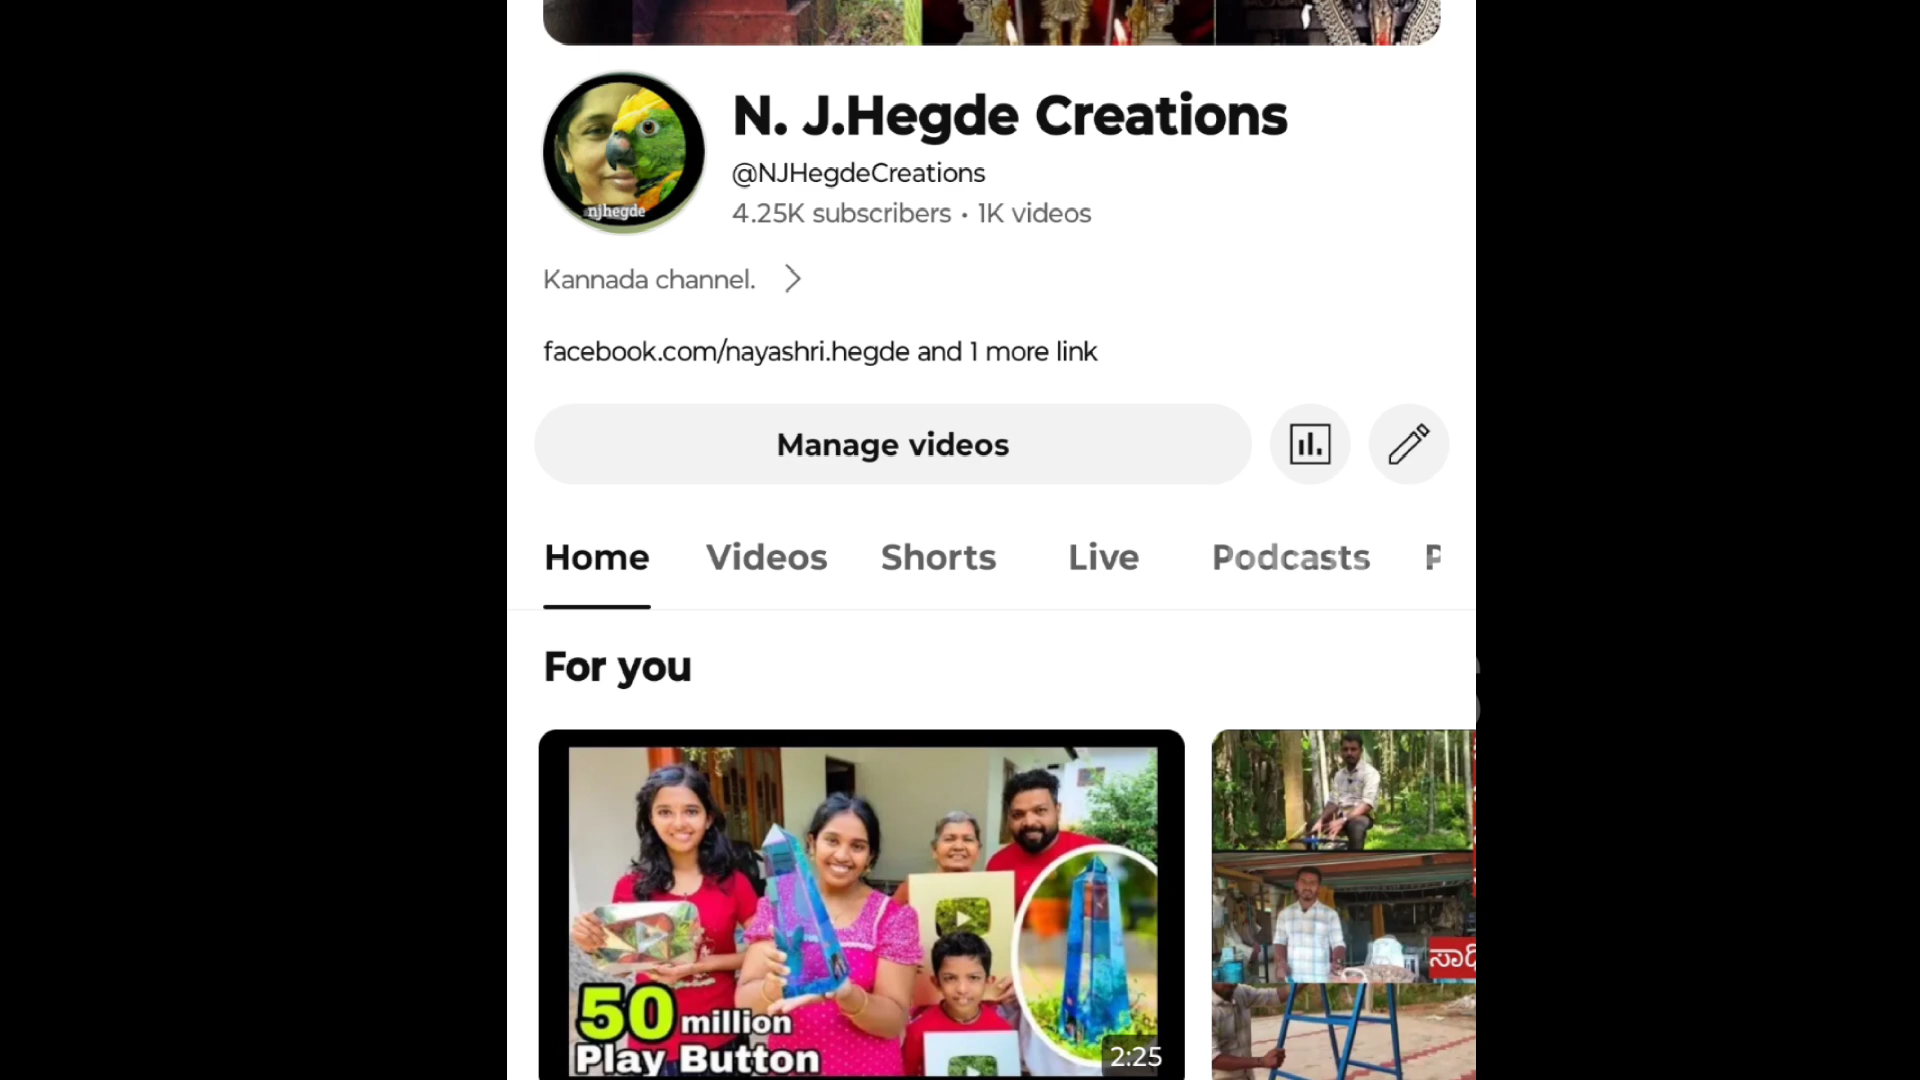 njhegde
N. J.Hegde Creations
@NJHegdeCreations
4.25K subscribers • 1K videos
Kannada channel.
facebook.com/nayashri.hegde and 1 more link
Manage videos
Home Videos Shorts Live Podcasts P
For you
50 million
Play Button
2:25
ಸಾಧಿ